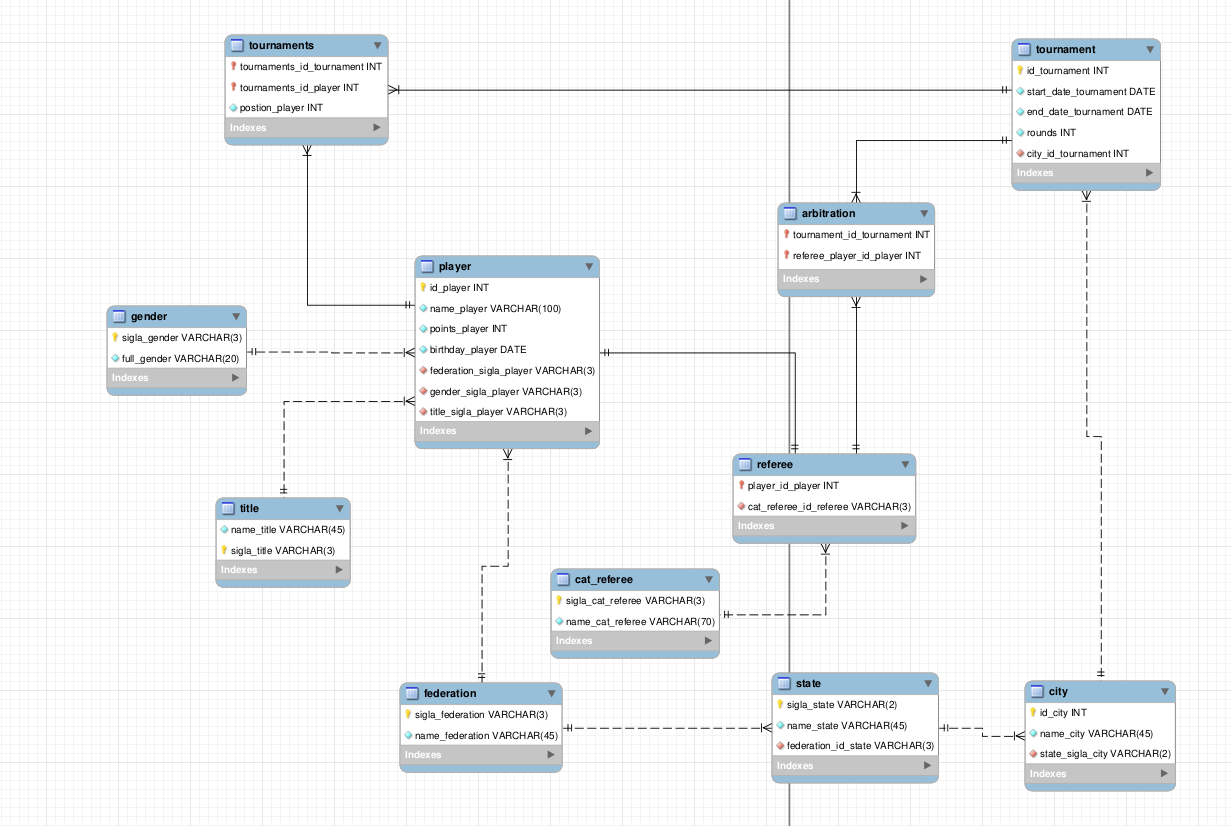 tournaments
tournaments_id_tournament INT
tournaments_id_player INT
postion_player INT
Indexes
tournament
id_tournament INT
start_date_tournament DATE
end_date_tournament DATE
rounds INT
city_id_tournament INT
Indexes
arbitration
tournament_id_tournament INT
referee_player_id_player INT
Indexes
player
id_player INT
name_player VARCHAR(100)
points_player INT
birthday_player DATE
federation_sigla_player VARCHAR(3)
gender_sigla_player VARCHAR(3)
title_sigla_player VARCHAR(3)
Indexes
gender
sigla_gender VARCHAR(3)
full_gender VARCHAR(20)
Indexes
title
name_title VARCHAR(45)
sigla_title VARCHAR(3)
Indexes
referee
player_id_player INT
cat_referee_id_referee VARCHAR(3)
Indexes
cat_referee
sigla_cat_referee VARCHAR(3)
name_cat_referee VARCHAR(70)
Indexes
federation
sigla_federation VARCHAR(3)
name_federation VARCHAR(45)
Indexes
state
sigla_state VARCHAR(2)
name_state VARCHAR(45)
federation_id_state VARCHAR(3)
Indexes
city
id_city INT
name_city VARCHAR(45)
state_sigla_city VARCHAR(2)
Indexes